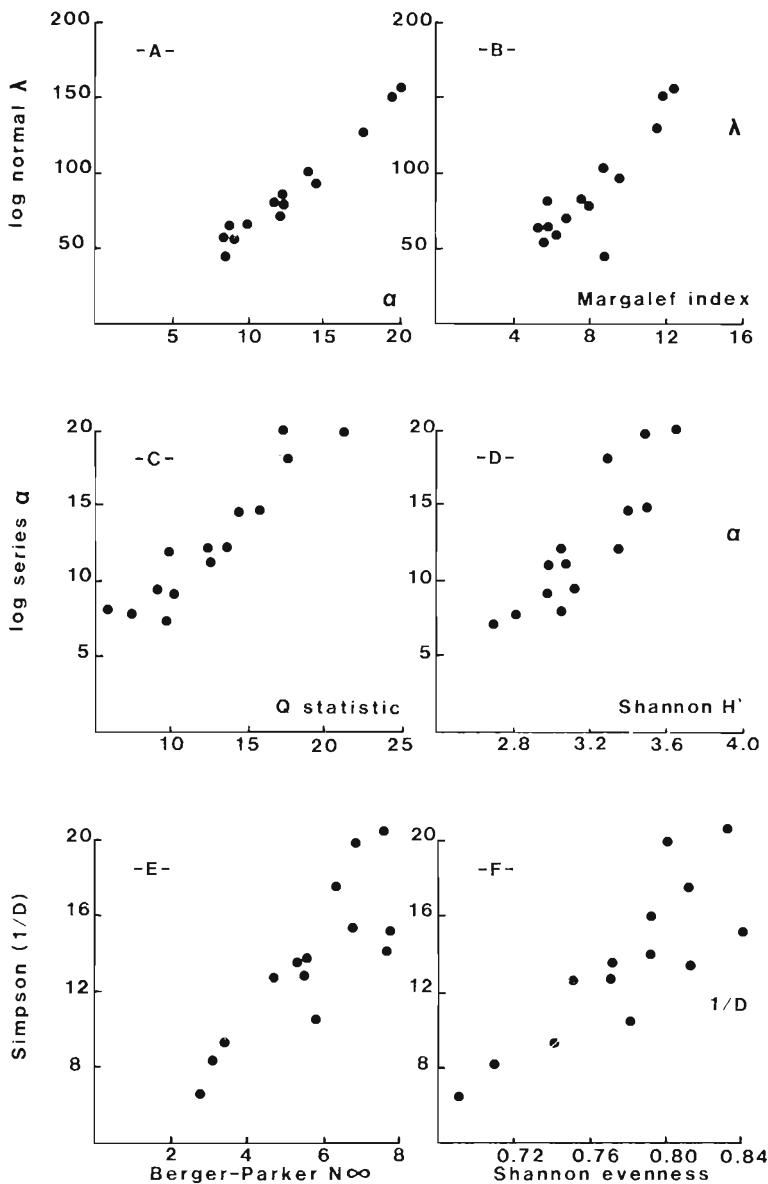 200
150
100
50
log normal λ
-A-
α
5 10 15 20
200
100
50
-B-
λ
Margalef index
4 8 12 16
20
15
10
5
log series α
-C-
Q statistic
10 15 20 25
20
15
10
5
-D-
α
Shannon H'
2.8 3.2 3.6 4.0
20
16
12
8
Simpson (1/D)
-E-
2 4 6 8
Berger-Parker N∞
20
16
12
8
-F-
1/D
0.72 0.76 0.80 0.84
Shannon evenness